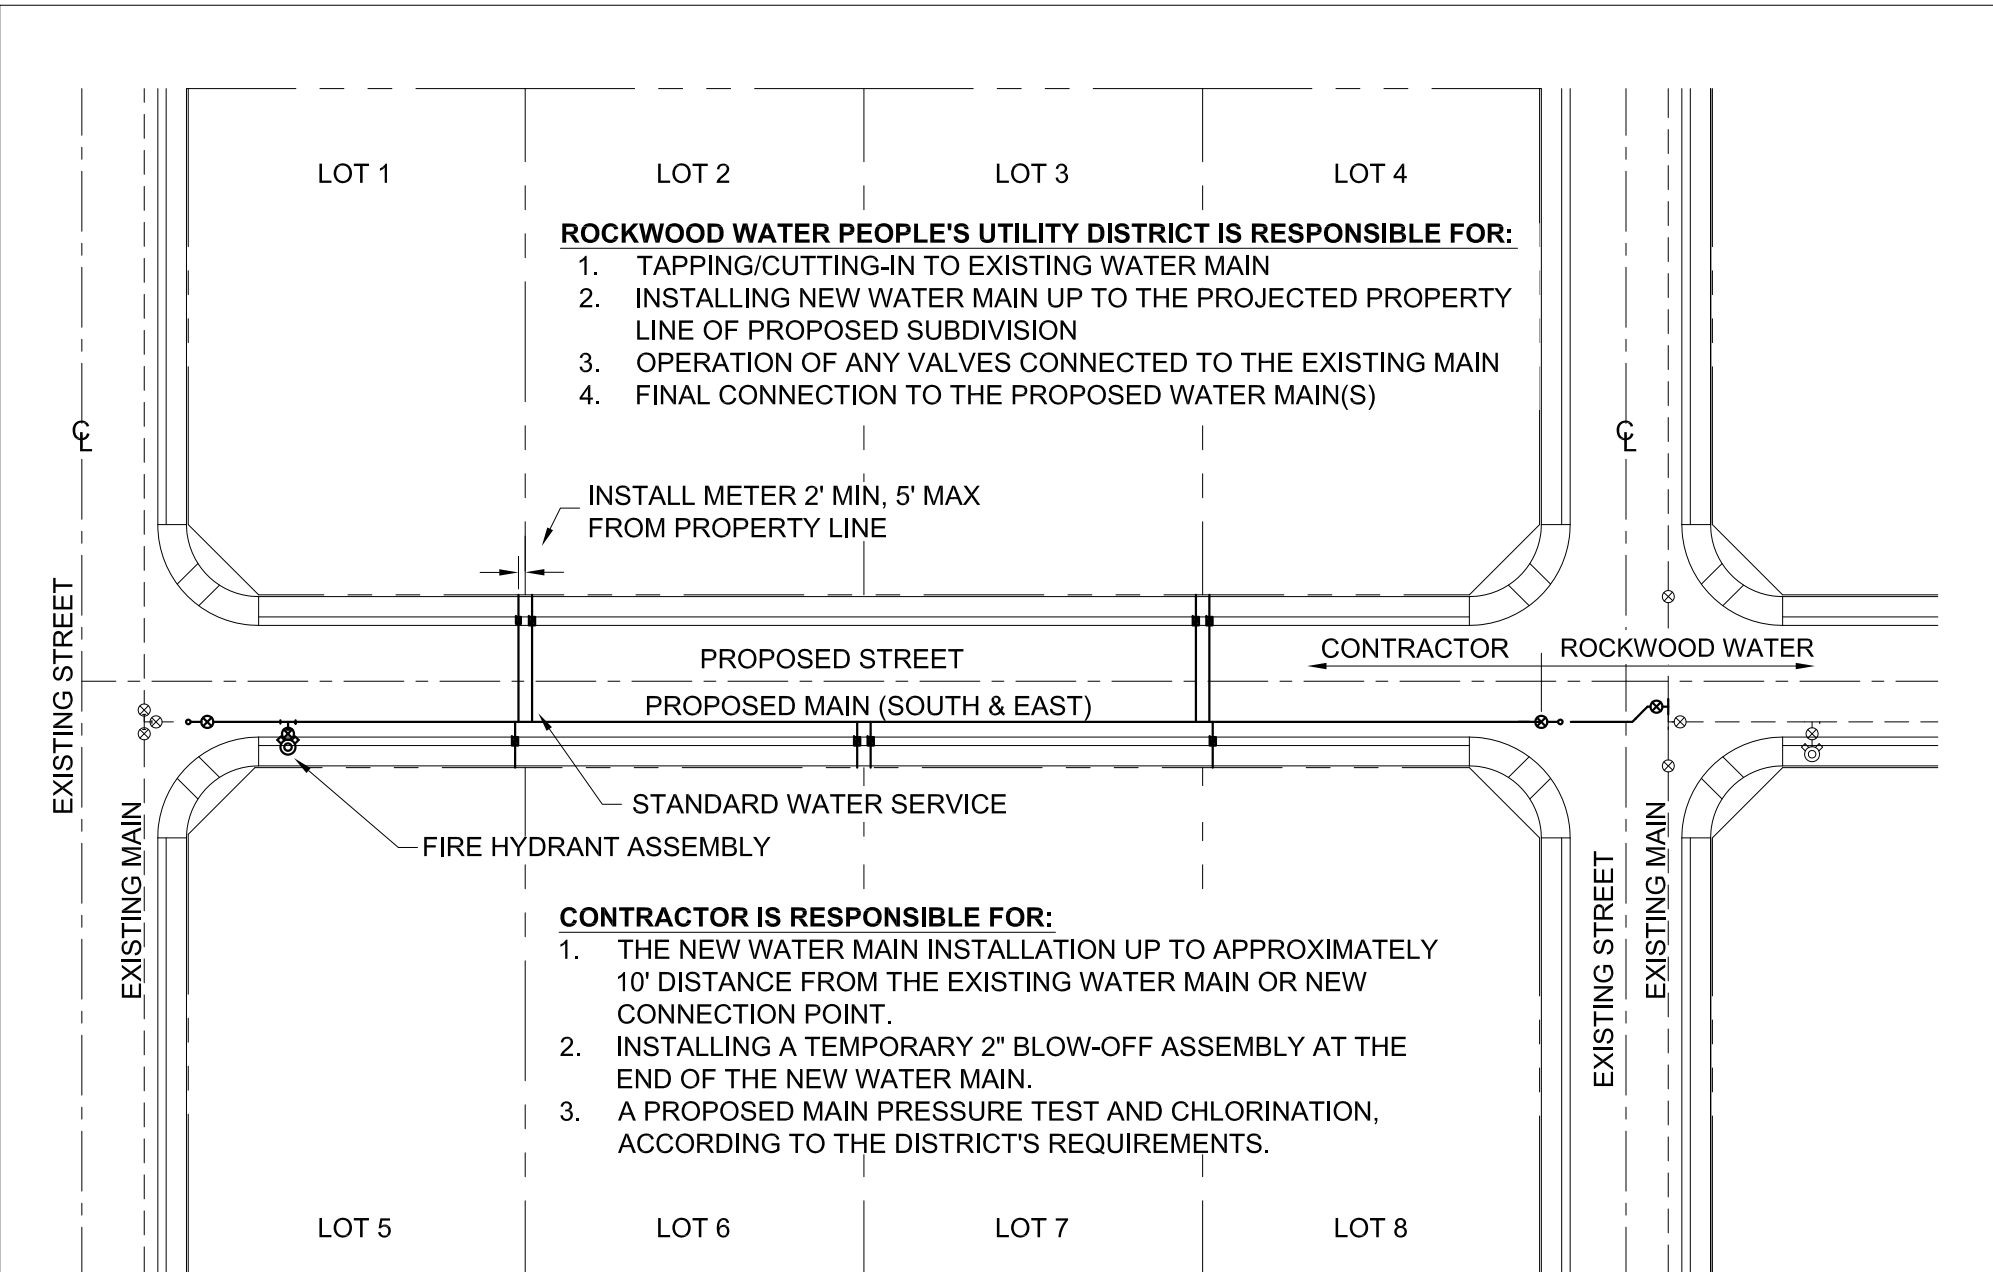 LOT 1
LOT 2
LOT 3
LOT 4
ROCKWOOD WATER PEOPLE'S UTILITY DISTRICT IS RESPONSIBLE FOR:
1. TAPPING/CUTTING-IN TO EXISTING WATER MAIN
2. INSTALLING NEW WATER MAIN UP TO THE PROJECTED PROPERTY
LINE OF PROPOSED SUBDIVISION
3. OPERATION OF ANY VALVES CONNECTED TO THE EXISTING MAIN
4. FINAL CONNECTION TO THE PROPOSED WATER MAIN(S)
℄
℄
INSTALL METER 2' MIN, 5' MAX
FROM PROPERTY LINE
EXISTING STREET
PROPOSED STREET
CONTRACTOR
ROCKWOOD WATER
PROPOSED MAIN (SOUTH & EAST)
STANDARD WATER SERVICE
FIRE HYDRANT ASSEMBLY
EXISTING MAIN
EXISTING STREET
EXISTING MAIN
CONTRACTOR IS RESPONSIBLE FOR:
1. THE NEW WATER MAIN INSTALLATION UP TO APPROXIMATELY
10' DISTANCE FROM THE EXISTING WATER MAIN OR NEW
CONNECTION POINT.
2. INSTALLING A TEMPORARY 2" BLOW-OFF ASSEMBLY AT THE
END OF THE NEW WATER MAIN.
3. A PROPOSED MAIN PRESSURE TEST AND CHLORINATION,
ACCORDING TO THE DISTRICT'S REQUIREMENTS.
LOT 5
LOT 6
LOT 7
LOT 8